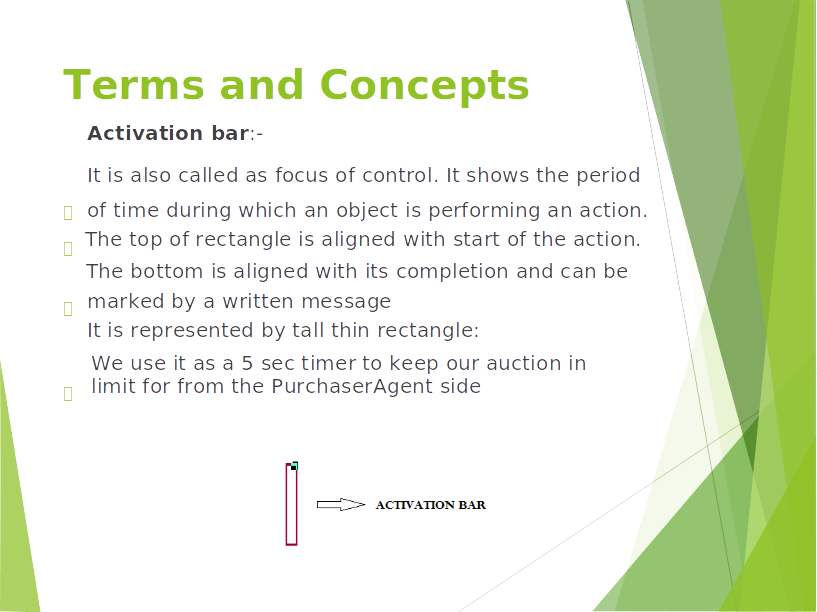 Terms and Concepts
Activation bar:-
It is also called as focus of control. It shows the period
of time during which an object is performing an action.
The top of rectangle is aligned with start of the action.
The bottom is aligned with its completion and can be
marked by a written message
It is represented by tall thin rectangle:
We use it as a 5 sec timer to keep our auction in
limit for from the PurchaserAgent side
ACTIVATION BAR